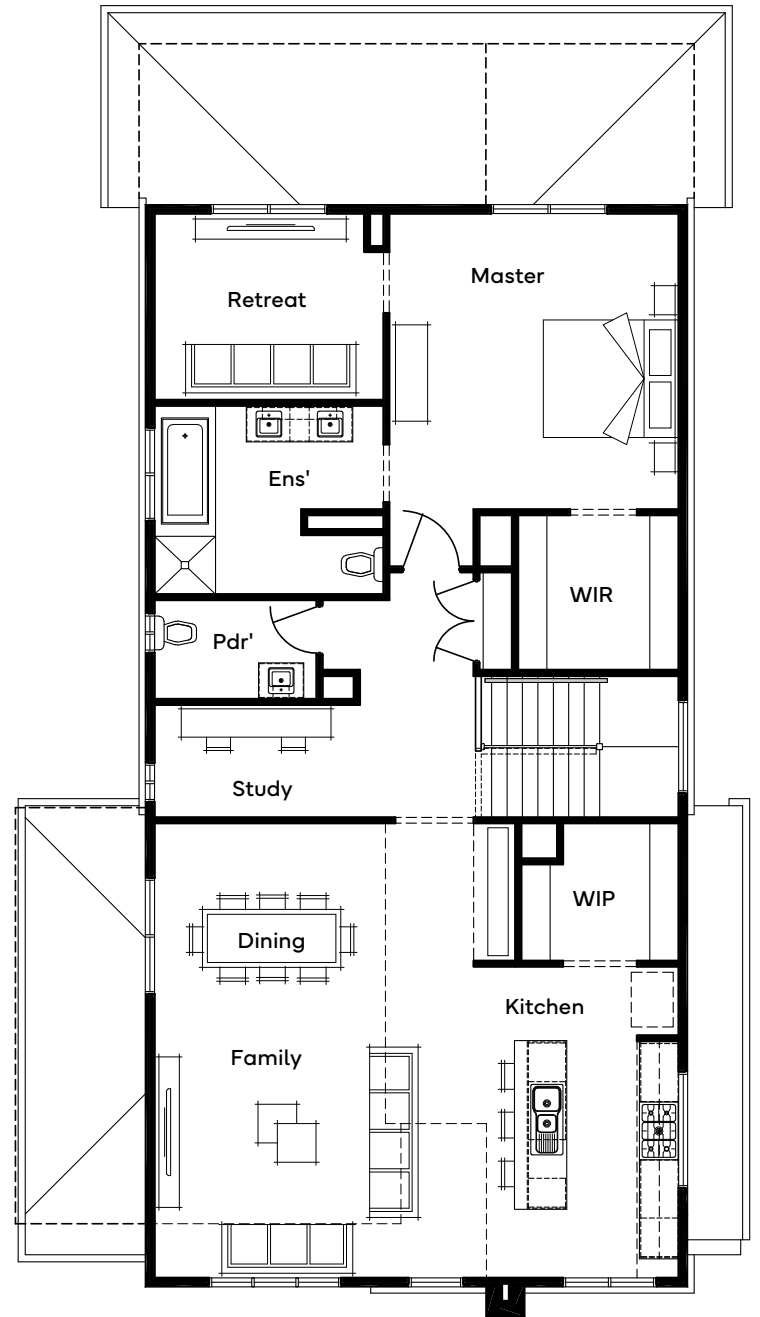 Master
Retreat
Ens'
WIR
Pdr'
Study
WIP
Dining
Kitchen
Family